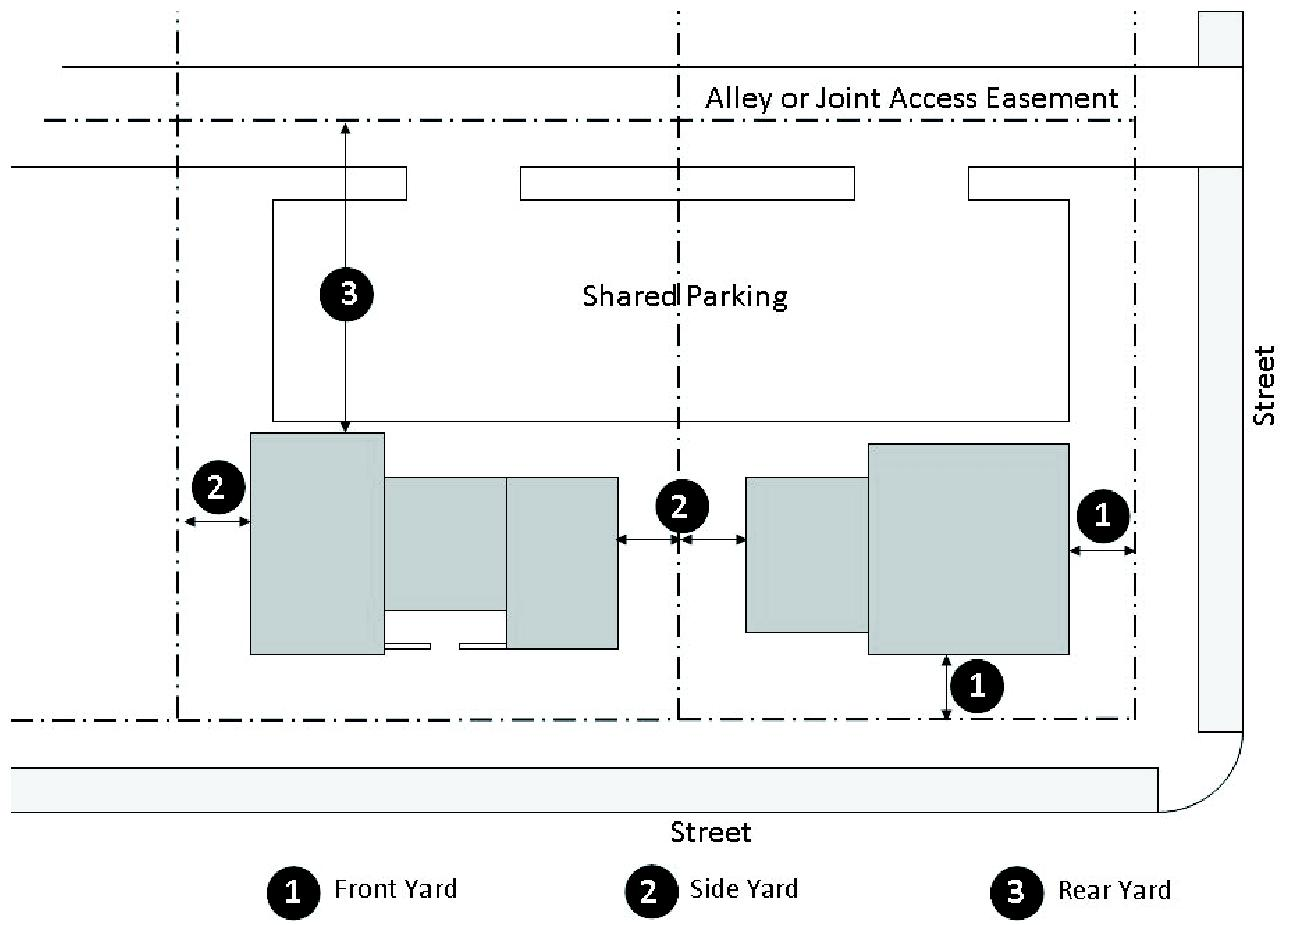 Alley or Joint Access Easement
3
Shared Parking
Street
2
2
1
1
Street
1 Front Yard
2 Side Yard
3 Rear Yard